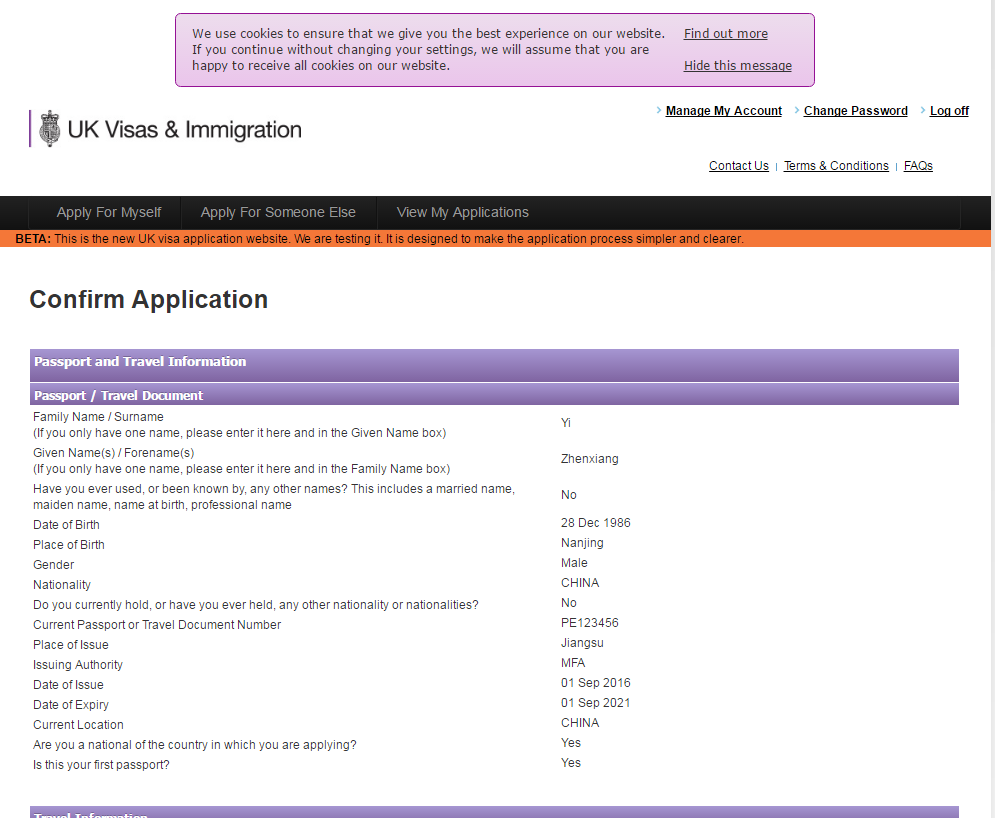 We use cookies to ensure that we give you the best experience on our website.
If you continue without changing your settings, we will assume that you are
happy to receive all cookies on our website.
Find out more
Hide this message
Manage My Account
Change Password
Log off
UK Visas & Immigration
Contact Us | Terms & Conditions | FAQs
Apply For Myself
Apply For Someone Else
View My Applications
BETA: This is the new UK visa application website. We are testing it. It is designed to make the application process simpler and clearer.
Confirm Application
Passport and Travel Information
Passport / Travel Document
Family Name / Surname
(If you only have one name, please enter it here and in the Given Name box)
Yi
Given Name(s) / Forename(s)
(If you only have one name, please enter it here and in the Family Name box)
Zhenxiang
Have you ever used, or been known by, any other names? This includes a married name,
maiden name, name at birth, professional name
No
Date of Birth
28 Dec 1986
Place of Birth
Nanjing
Gender
Male
Nationality
CHINA
Do you currently hold, or have you ever held, any other nationality or nationalities?
No
Current Passport or Travel Document Number
PE123456
Place of Issue
Jiangsu
Issuing Authority
MFA
Date of Issue
01 Sep 2016
Date of Expiry
01 Sep 2021
Current Location
CHINA
Are you a national of the country in which you are applying?
Yes
Is this your first passport?
Yes
Travel Information